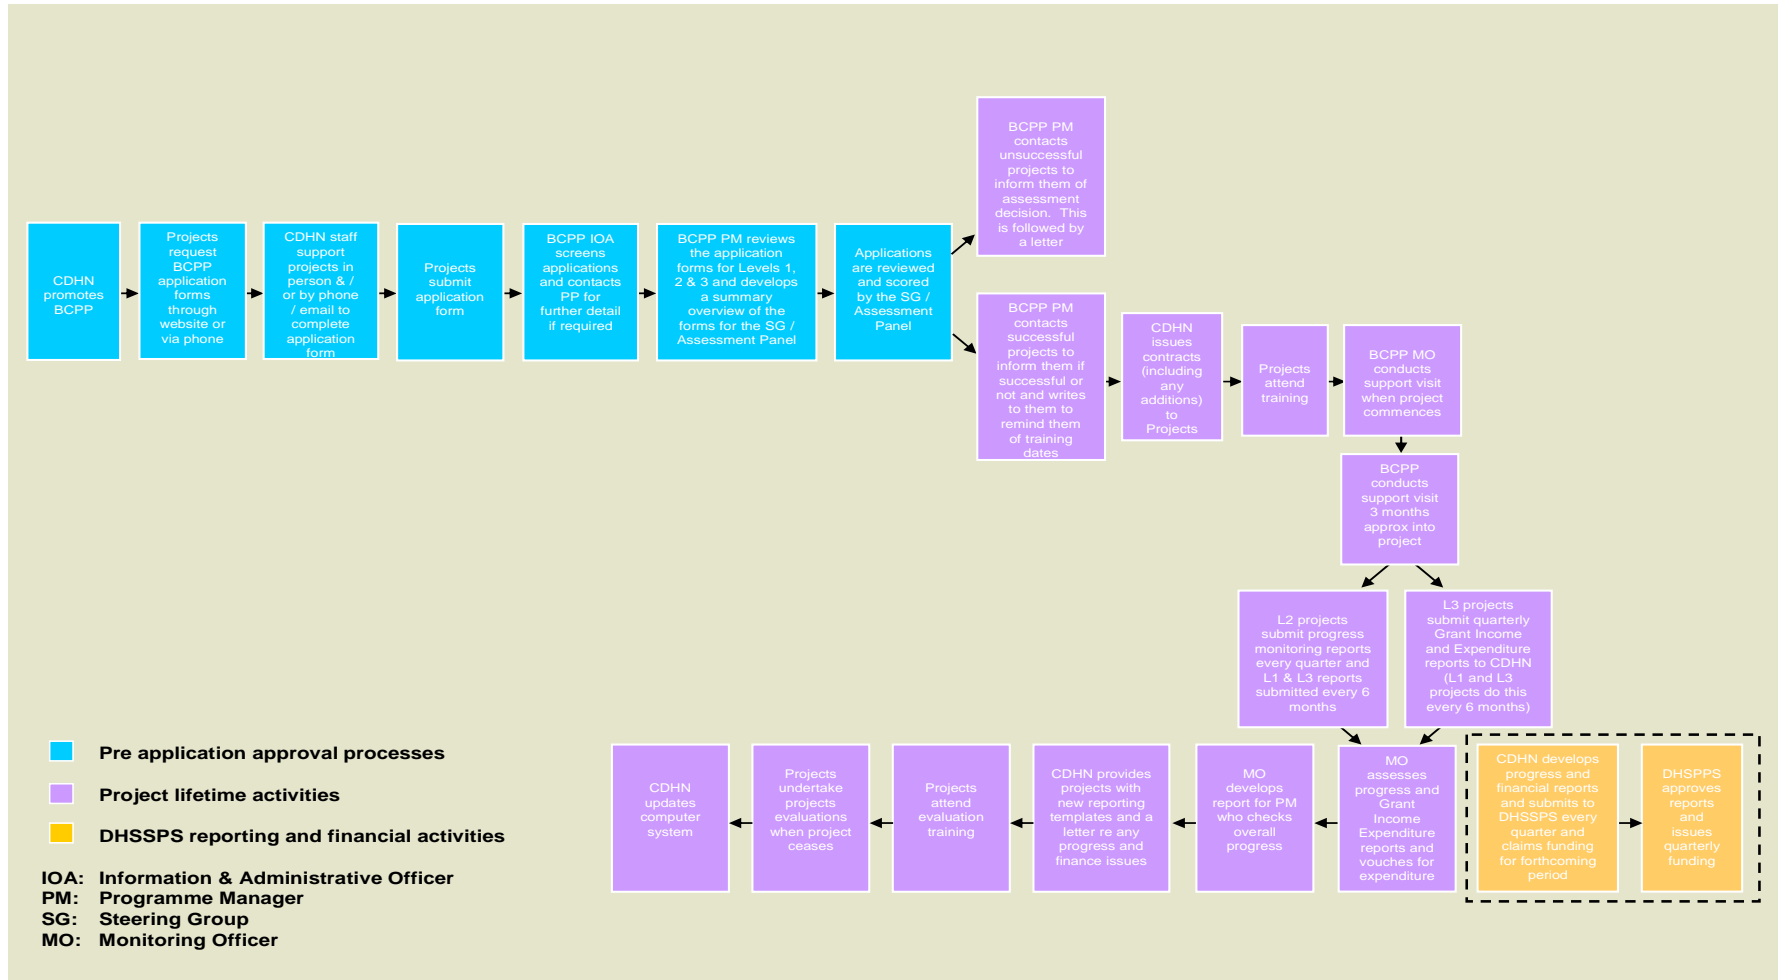 CDHN
promotes
BCPP
Projects
request
BCPP
application
forms
through
website or
via phone
CDHN staff
support
projects in
person & /
or by phone
/ email to
complete
application
form
Projects
submit
application
form
BCPP IOA
screens
applications
and contacts
PP for
further detail
if required
BCPP PM reviews
the application
forms for Levels 1,
2 & 3 and develops
a summary
overview of the
forms for the SG /
Assessment Panel
Applications
are reviewed
and scored
by the SG /
Assessment
Panel
BCPP PM
contacts
unsuccessful
projects to
inform them of
assessment
decision.  This
is followed by
a letter
BCPP PM
contacts
successful
projects to
inform them if
successful or
not and writes
to them to
remind them
of training
dates
CDHN
issues
contracts
(including
any
additions)
to
Projects
Projects
attend
training
BCPP MO
conducts
support visit
when project
commences
BCPP
conducts
support visit
3 months
approx into
project
L2 projects
submit progress
monitoring reports
every quarter and
L1 & L3 reports
submitted every 6
months
L3 projects
submit quarterly
Grant Income
and Expenditure
reports to CDHN
(L1 and L3
projects do this
every 6 months)
MO
assesses
progress and
Grant
Income
Expenditure
reports and
vouches for
expenditure
MO
develops
report for PM
who checks
overall
progress
CDHN provides
projects with
new reporting
templates and a
letter re any
progress and
finance issues
Projects
attend
evaluation
training
Projects
undertake
projects
evaluations
when project
ceases
CDHN
updates
computer
system
CDHN develops
progress and
financial reports
and submits to
DHSSPS every
quarter and
claims funding
for forthcoming
period
DHSPPS
approves
reports
and
issues
quarterly
funding
Pre application approval processes
Project lifetime activities
DHSSPS reporting and financial activities
IOA: Information & Administrative Officer
PM: Programme Manager
SG: Steering Group
MO: Monitoring Officer